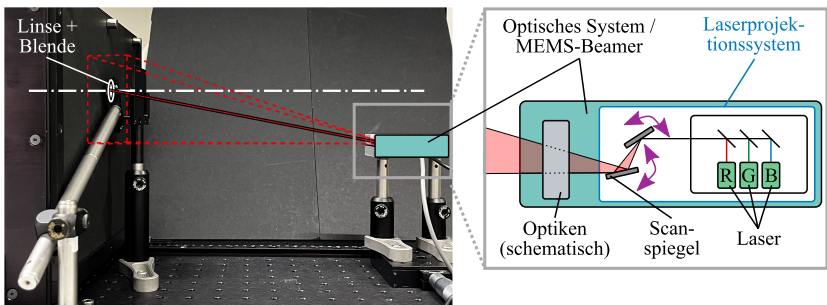 Linse +
Blende
Optisches System /
MEMS-Beamer
Laserprojek-
tionssystem
R G B
Optiken
(schematisch)
Scan-
spiegel
Laser